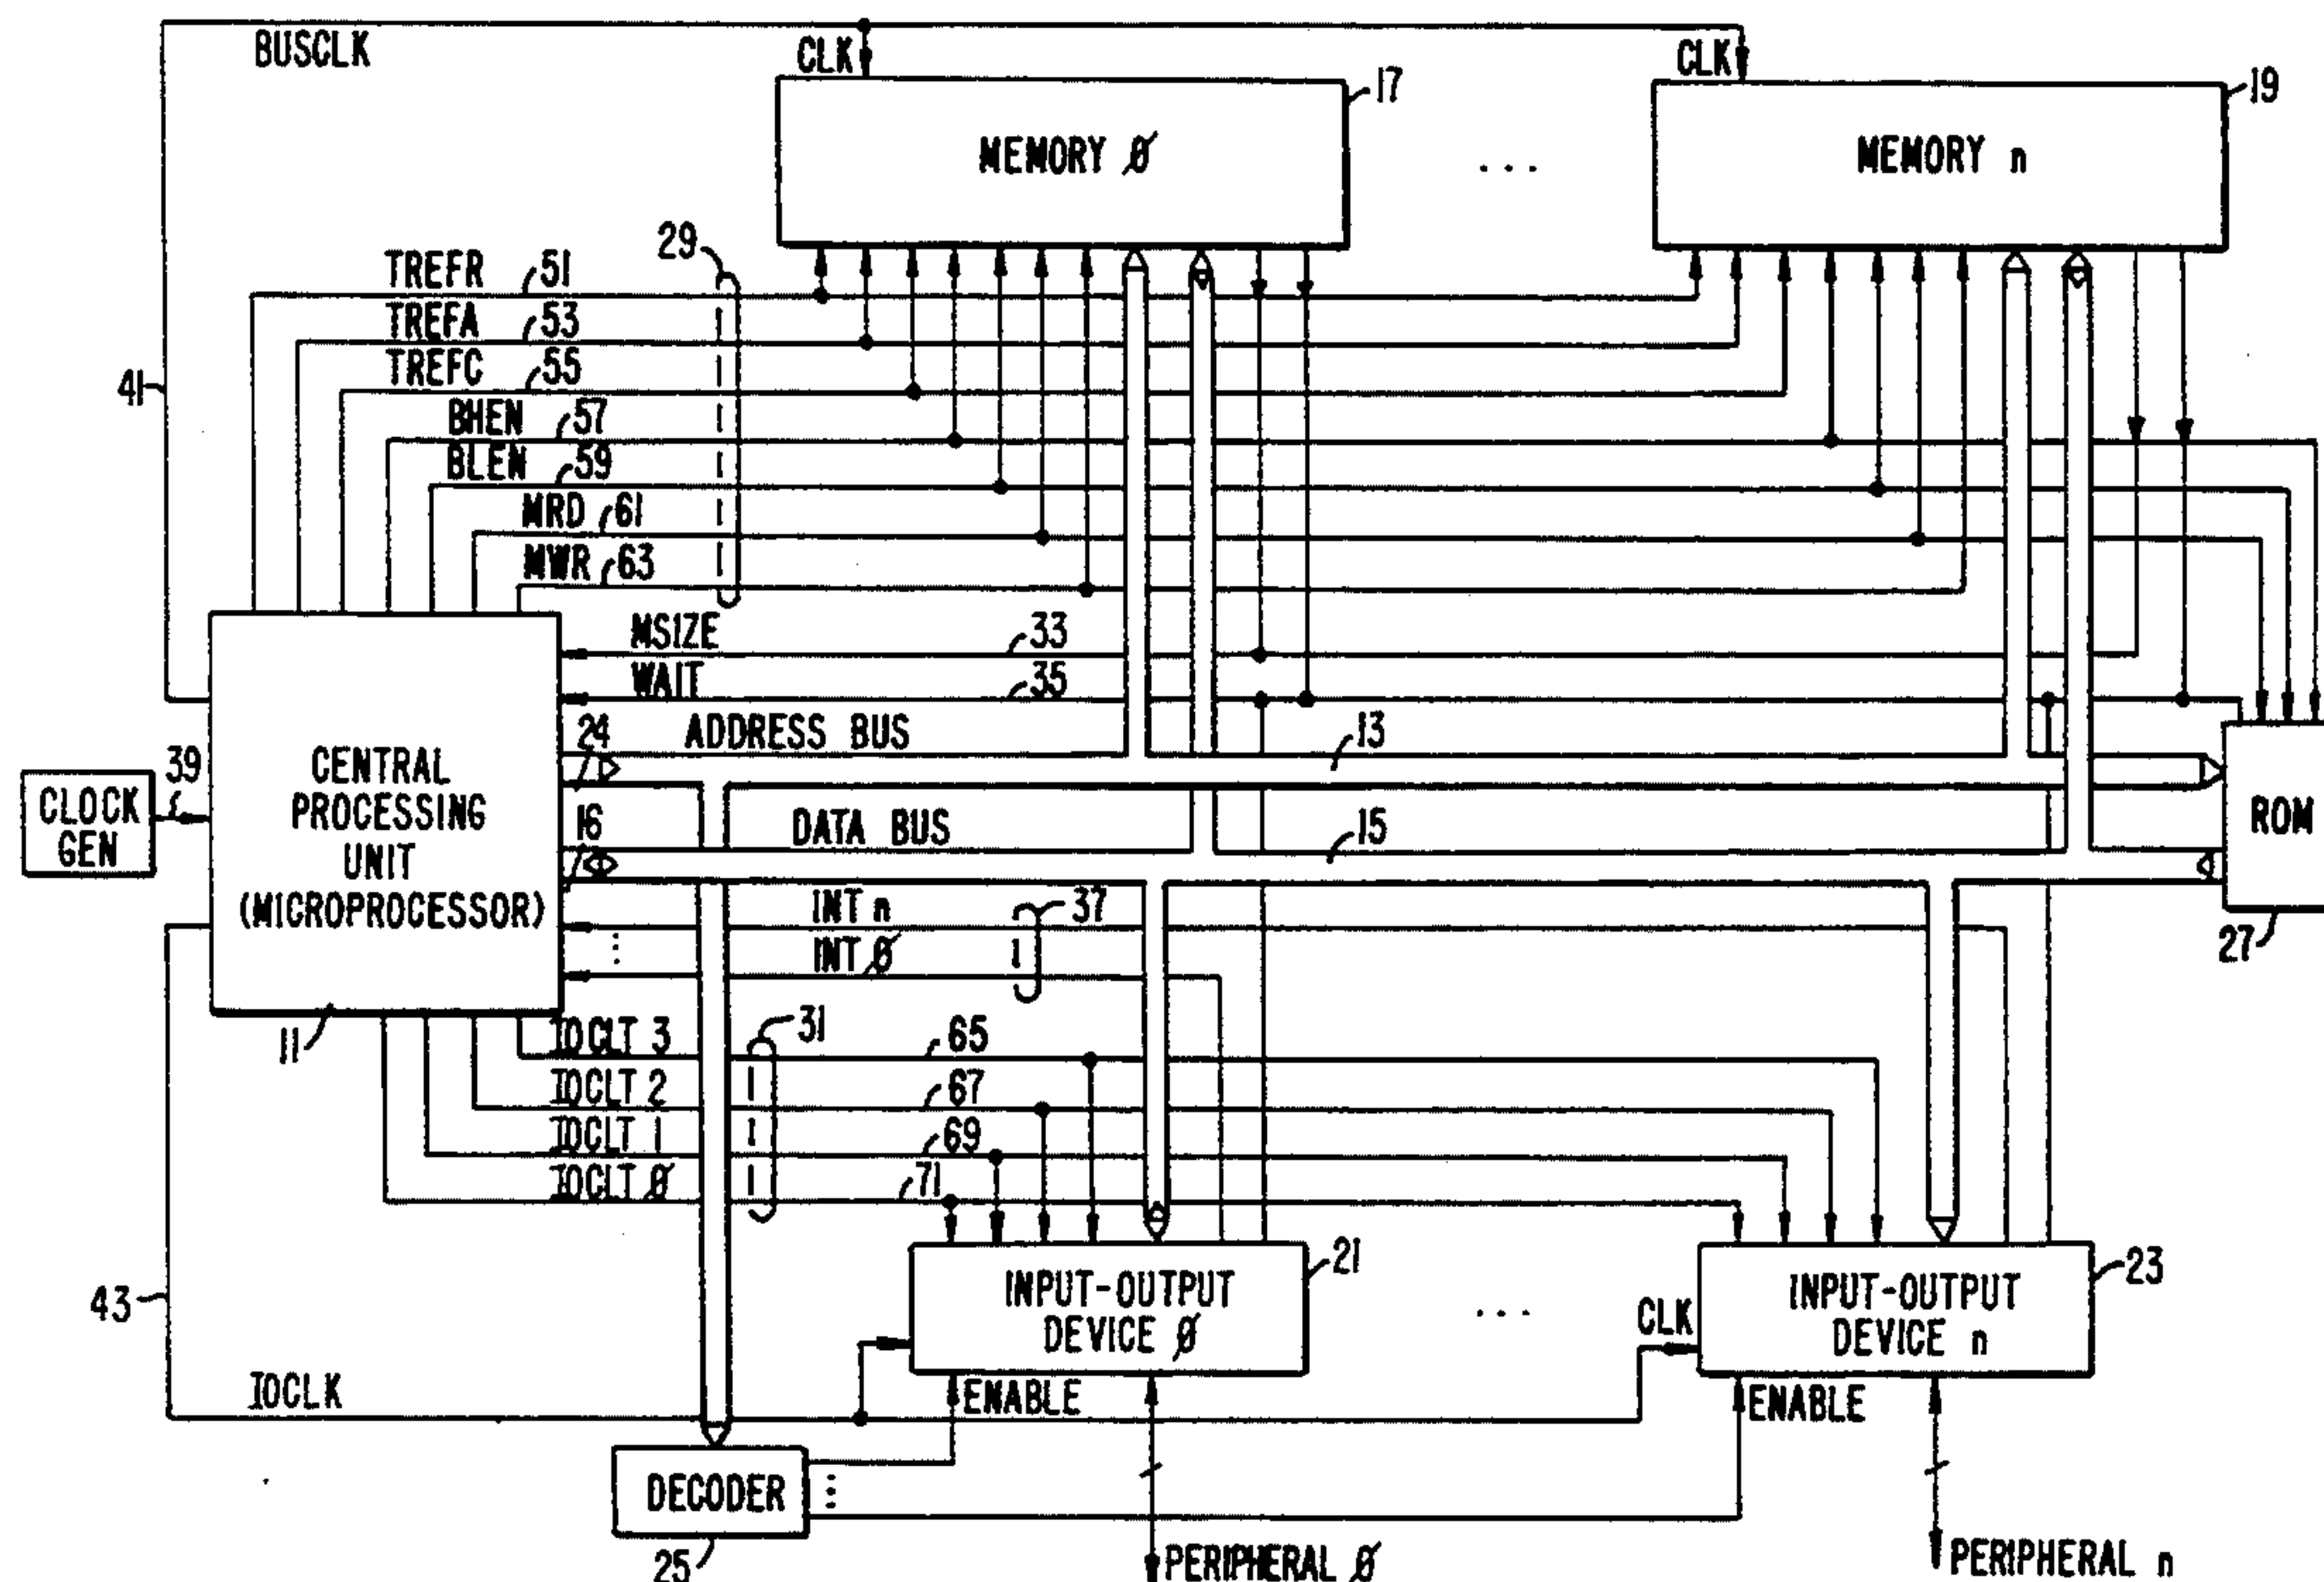 BUSCLK
CLK
17
CLK
19
MEMORY Ø
...
MEMORY n
29
TREFR
51
TREFA
53
TREFC
55
41
BHEN
57
BLEN
59
MRD
61
MWR
63
MSIZE
33
WAIT
35
24
ADDRESS BUS
13
39
CLOCK
GEN
CENTRAL
PROCESSING
UNIT
(MICROPROCESSOR)
16
DATA BUS
15
ROM
INT n
37
INT Ø
27
11
IOCLT 3
31
65
IOCLT 2
67
IOCLT 1
69
IOCLT Ø
71
43
INPUT-OUTPUT
DEVICE Ø
21
...
CLK
INPUT-OUTPUT
DEVICE n
23
IOCLK
ENABLE
ENABLE
DECODER
25
PERIPHERAL Ø
PERIPHERAL n